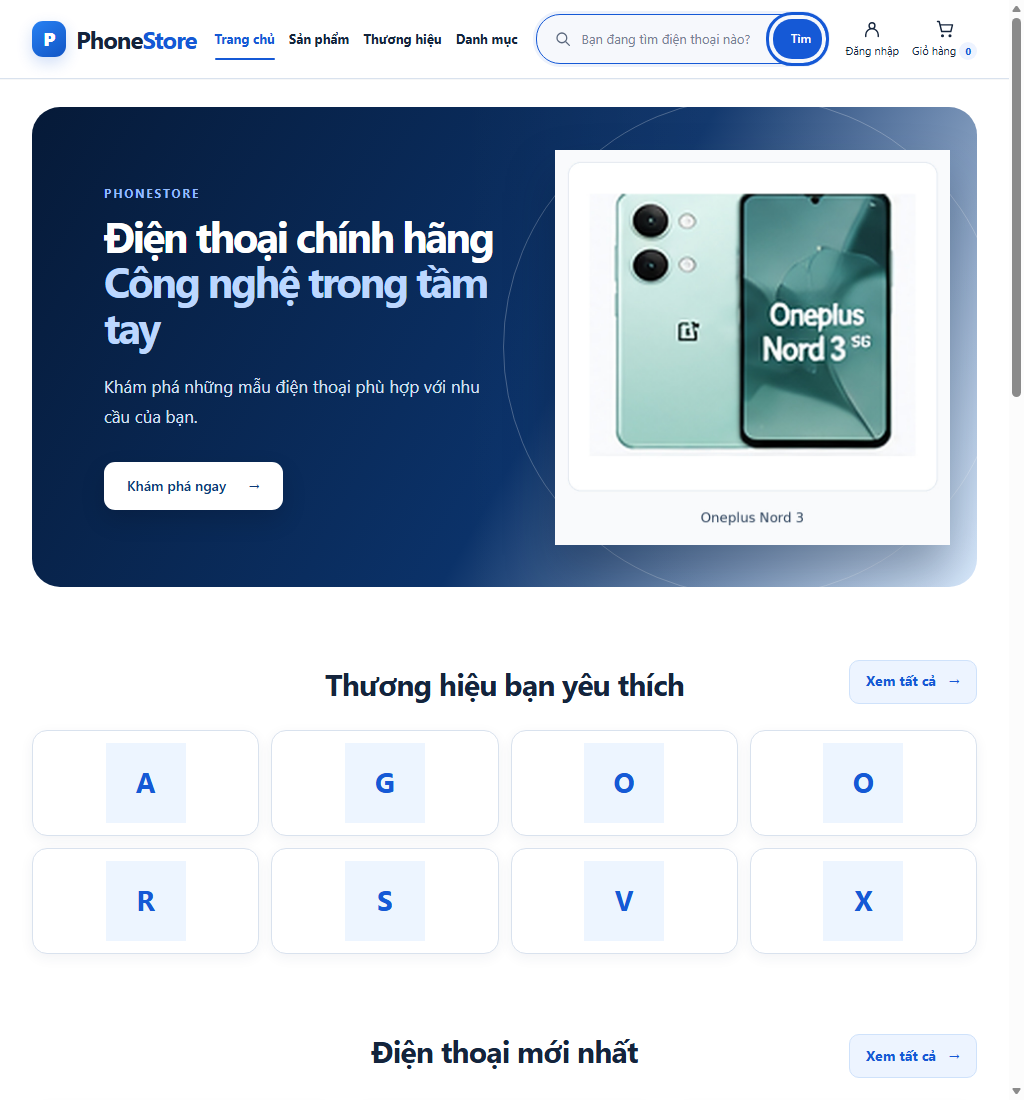 P PhoneStore Trang chủ Sản phẩm Thương hiệu Danh mục Bạn đang tìm điện thoại nào? Tìm Đăng nhập Giỏ hàng 0
PHONESTORE
Điện thoại chính hãng
Công nghệ trong tầm
tay
Khám phá những mẫu điện thoại phù hợp với nhu
cầu của bạn.
Khám phá ngay →
Oneplus
Nord 3 5G
Oneplus Nord 3
Thương hiệu bạn yêu thích
Xem tất cả →
A G O O
R S V X
Điện thoại mới nhất
Xem tất cả →